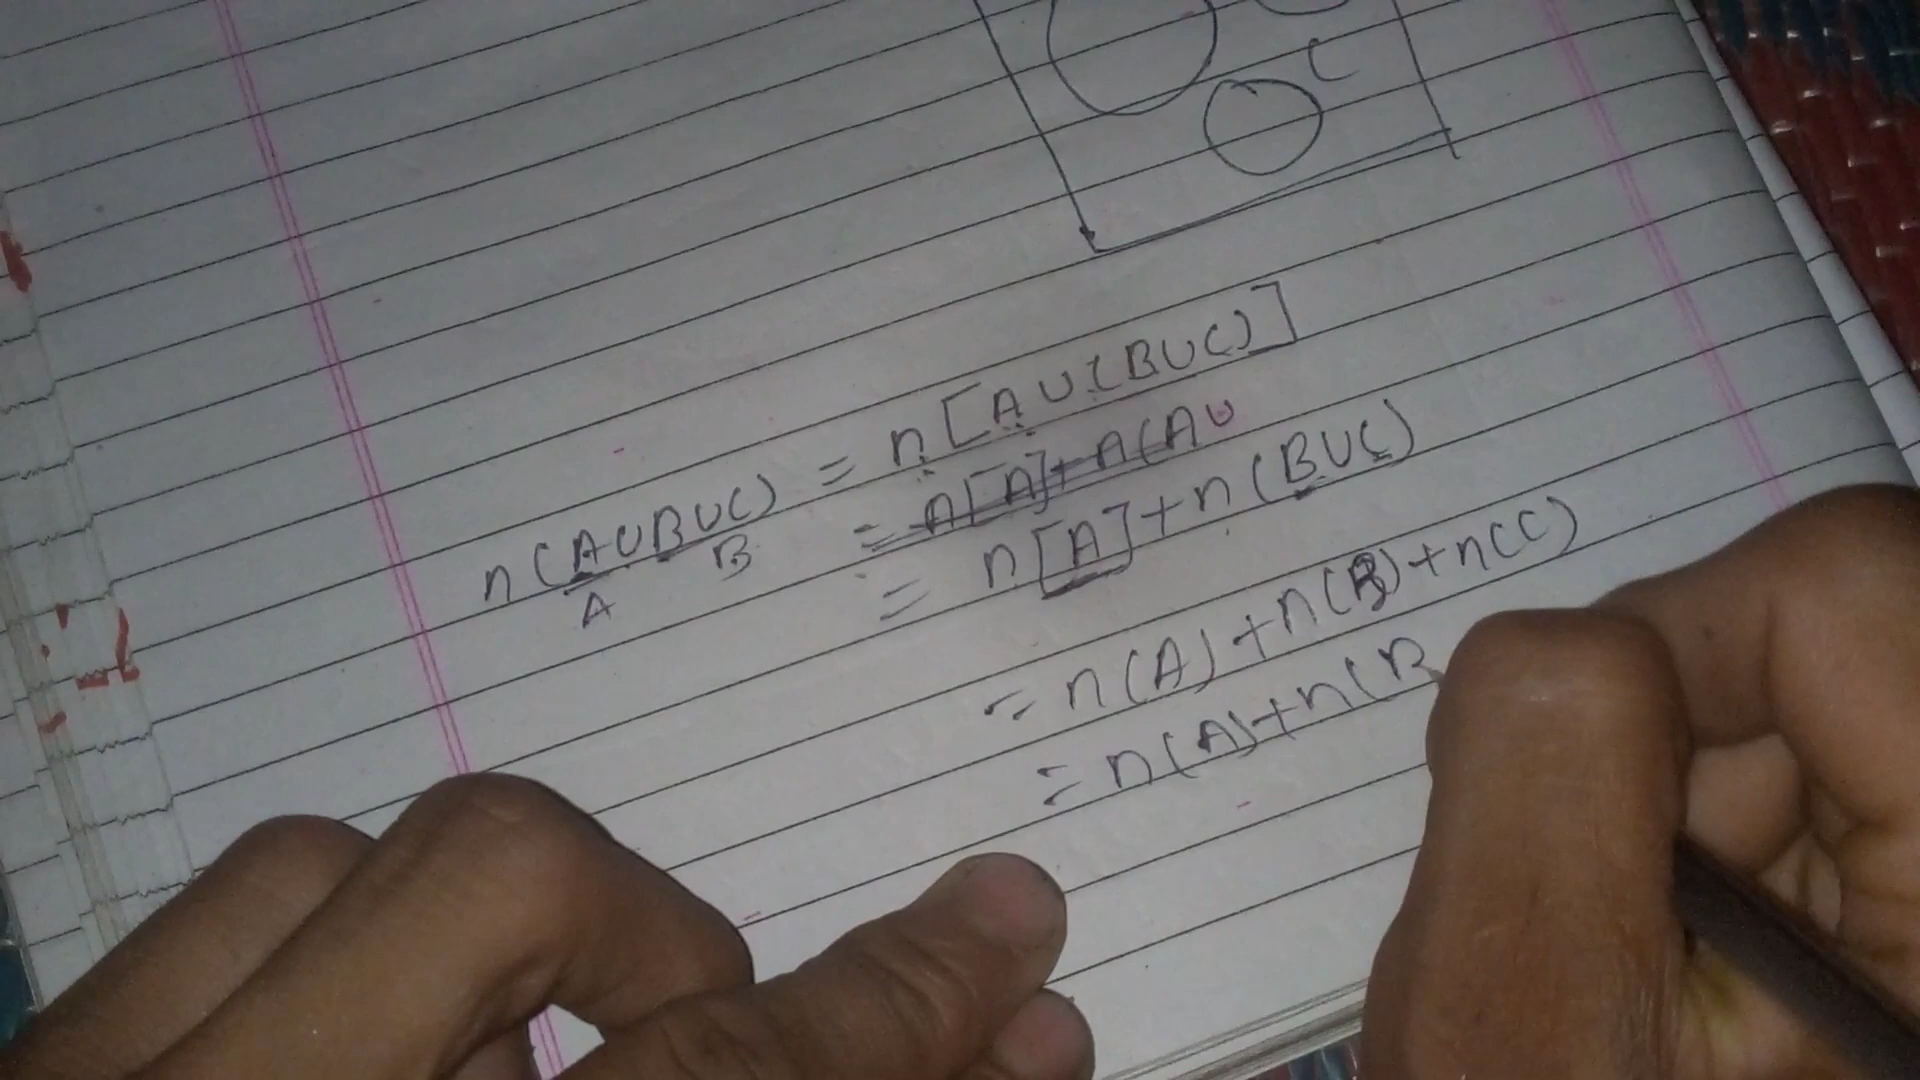 C
n(AUBUC) = n[AU(BUC)]
A B
= n[A]+n(AU
= n[A]+n(BUC)
= n(A)+n(B)+n(C)
= n(A)+n(B